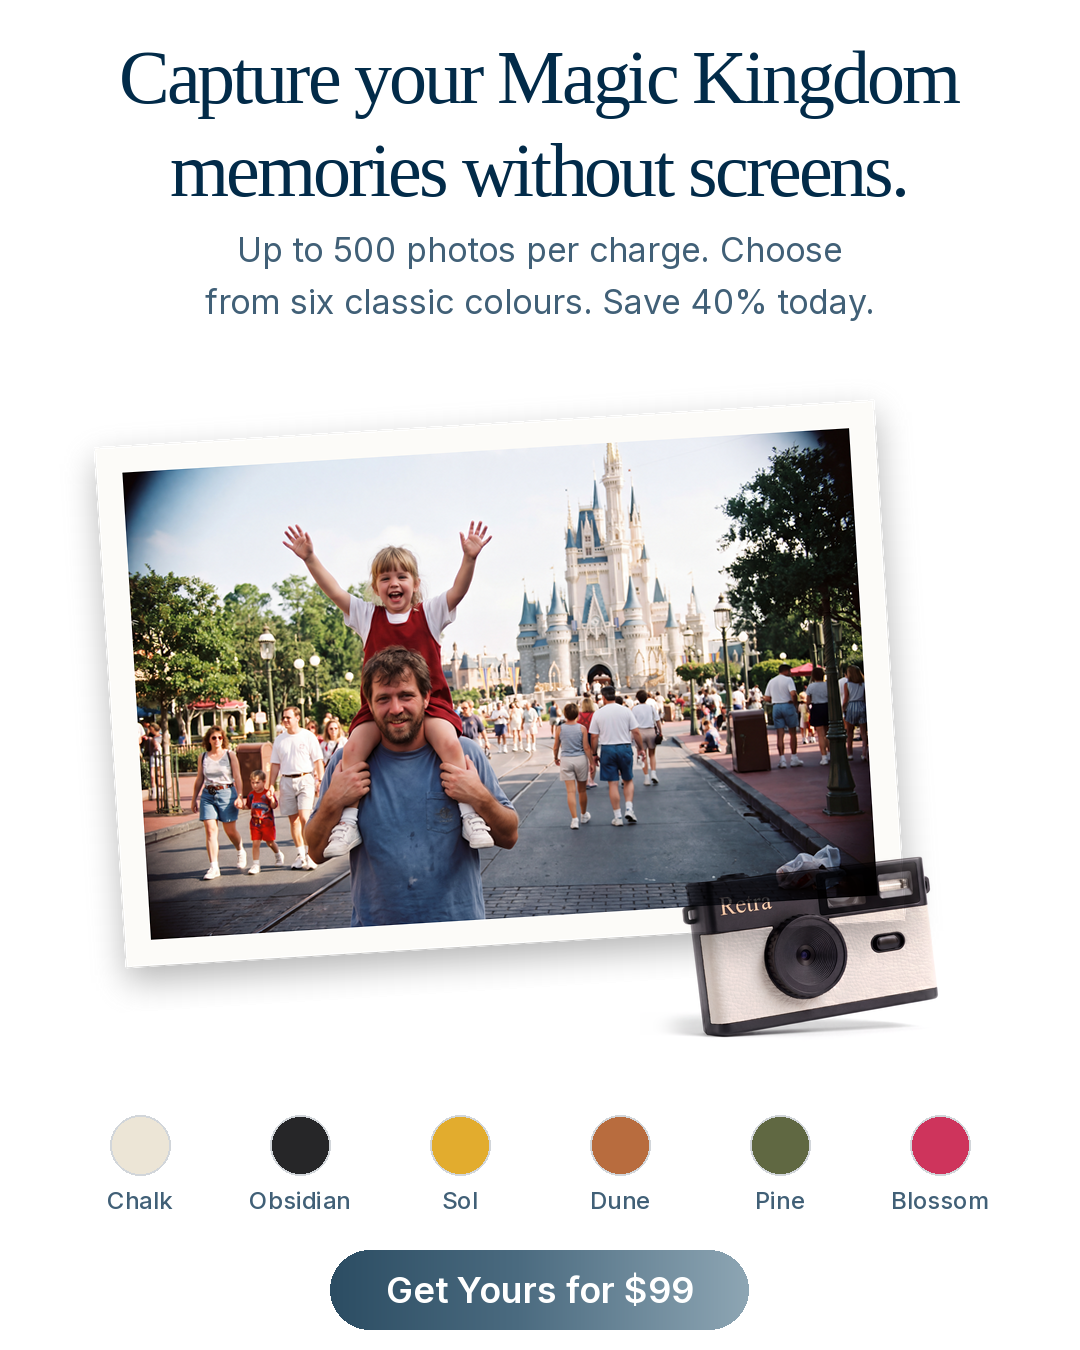 Capture your Magic Kingdom
memories without screens.
Up to 500 photos per charge. Choose
from six classic colours. Save 40% today.
Retra
Chalk
Obsidian
Sol
Dune
Pine
Blossom
Get Yours for $99